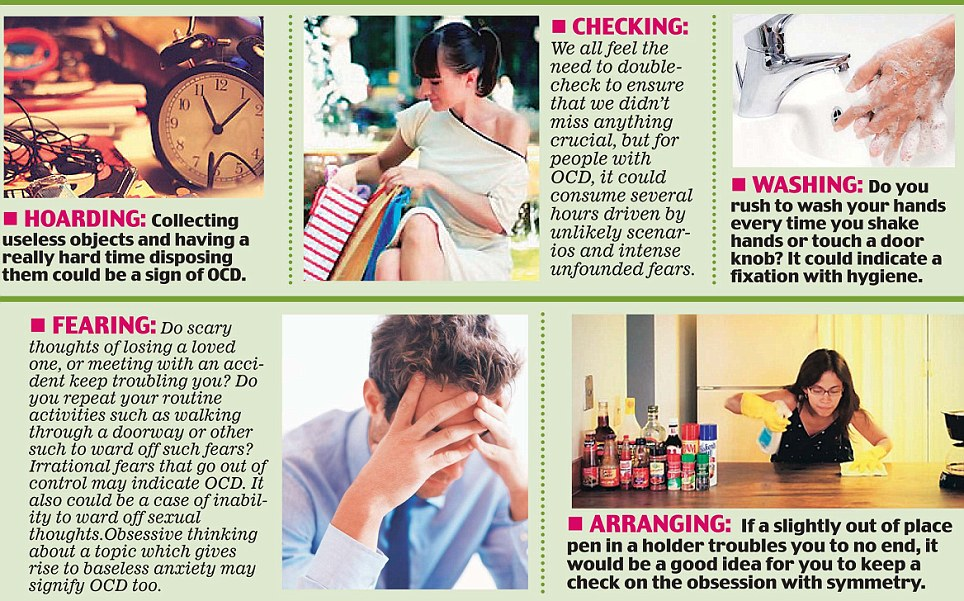 ■ HOARDING: Collecting
useless objects and having a
really hard time disposing
them could be a sign of OCD.
■ CHECKING:
We all feel the
need to double-
check to ensure
that we didn't
miss anything
crucial, but for
people with
OCD, it could
consume several
hours driven by
unlikely scenar-
ios and intense
unfounded fears.
■ WASHING: Do you
rush to wash your hands
every time you shake
hands or touch a door
knob? It could indicate a
fixation with hygiene.
■ FEARING: Do scary
thoughts of losing a loved
one, or meeting with an acci-
dent keep troubling you? Do
you repeat your routine
activities such as walking
through a doorway or other
such to ward off such fears?
Irrational fears that go out of
control may indicate OCD. It
also could be a case of inabil-
ity to ward off sexual
thoughts.Obsessive thinking
about a topic which gives
rise to baseless anxiety may
signify OCD too.
■ ARRANGING: If a slightly out of place
pen in a holder troubles you to no end, it
would be a good idea for you to keep a
check on the obsession with symmetry.